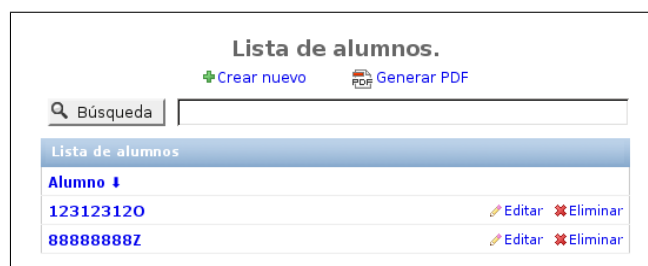 Lista de alumnos.
Crear nuevo PDF Generar PDF
Búsqueda
Lista de alumnos
Alumno ⬇
12312312O Editar Eliminar
88888888Z Editar Eliminar